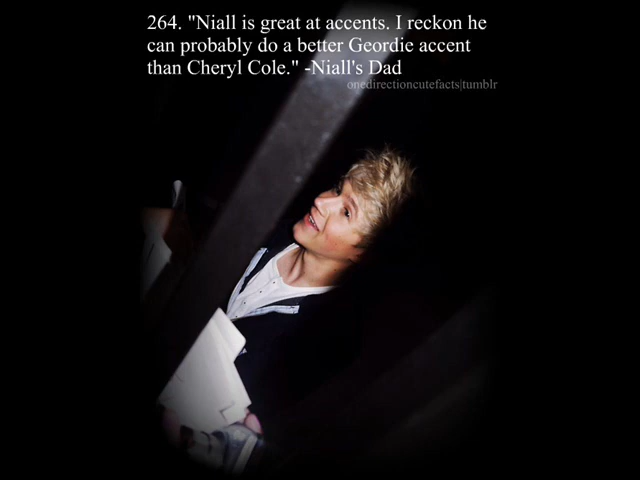 264. "Niall is great at accents. I reckon he
can probably do a better Geordie accent
than Cheryl Cole." -Niall's Dad
onedirectioncutefacts|tumblr